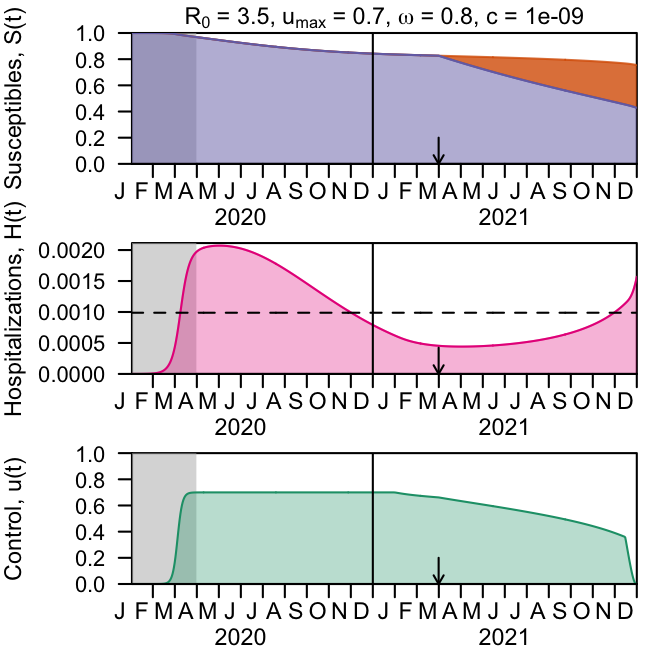 R0 = 3.5, umax = 0.7, ω = 0.8, c = 1e-09
Susceptibles, S(t)
1.0
0.8
0.6
0.4
0.2
0.0
J F M A M J J A S O N D J F M A M J J A S O N D
2020 2021
Hospitalizations, H(t)
0.0020
0.0015
0.0010
0.0005
0.0000
J F M A M J J A S O N D J F M A M J J A S O N D
2020 2021
Control, u(t)
1.0
0.8
0.6
0.4
0.2
0.0
J F M A M J J A S O N D J F M A M J J A S O N D
2020 2021